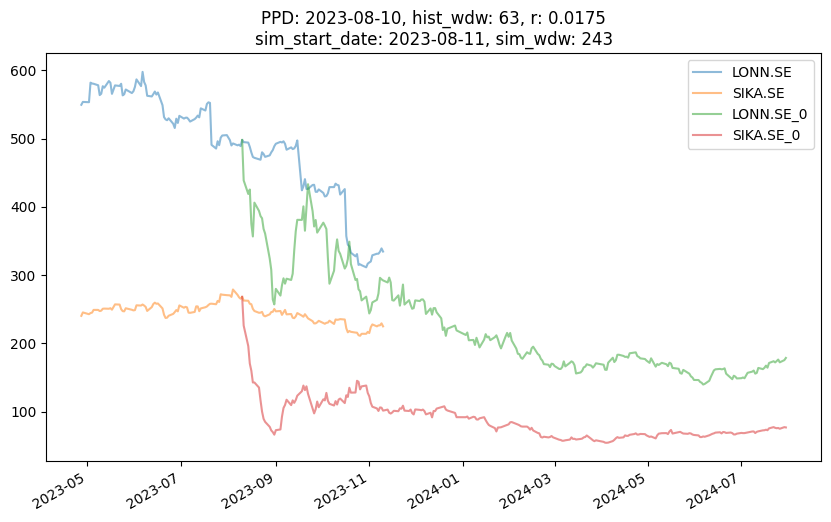 PPD: 2023-08-10, hist_wdw: 63, r: 0.0175
sim_start_date: 2023-08-11, sim_wdw: 243
LONN.SE
SIKA.SE
LONN.SE_0
SIKA.SE_0
600
500
400
300
200
100
2023-05
2023-07
2023-09
2023-11
2024-01
2024-03
2024-05
2024-07